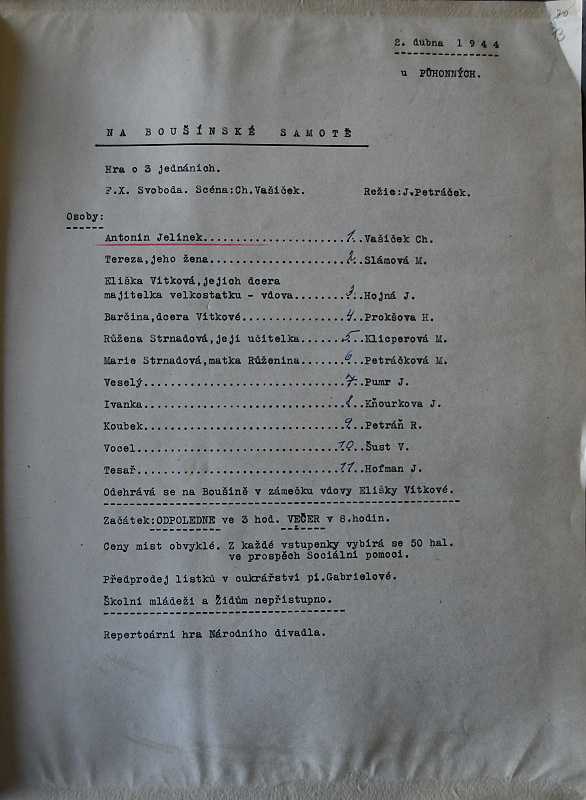 20
2. dubna 1 9 4 4
u PŮHONNÝCH.
N A B O U Š Í N S K É S A M O T Ě
Hra o 3 jednáních.
F.X. Svoboda. Scéna:Ch.Vašíček. Režie:J.Petráček.
Osoby:
Antonín Jelínek........................1...Vašíček Ch.
Tereza,jeho žena.......................2...Slámová M.
Eliška Vítková,jejich dcera
majitelka velkostatku - vdova........3...Hojná J.
Barčina,dcera Vítkové................4...Prokšova H.
Růžena Strnadová,její učitelka.......5...Klicperová M.
Marie Strnadová,matka Růženina.......6...Petráčková M.
Veselý...............................7...Pumr J.
Ivanka...............................8...Kňourkova J.
Koubek...............................9...Petráň R.
Vocel...............................10...Šust V.
Tesař...............................11...Hofman J.
Odehrává se na Boušíně v zámečku vdovy Elišky Vítkové.
Začátek:ODPOLEDNE ve 3 hod. VEČER v 8.hodin.
Ceny míst obvyklé. Z každé vstupenky vybírá se 50 hal.
ve prospěch Sociální pomoci.
Předprodej lístků v cukrářství pí.Gabrielové.
Školní mládeži a Židům nepřístupno.
Repertoární hra Národního divadla.